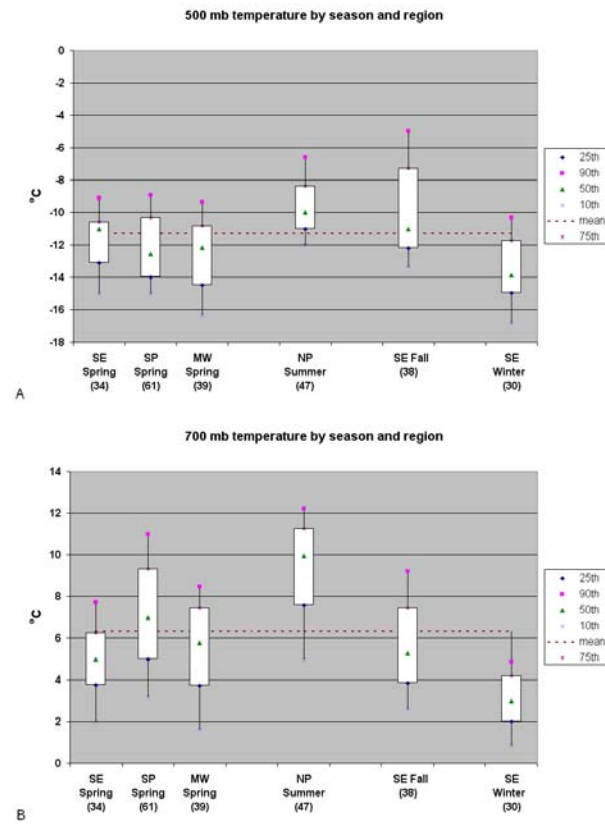 500 mb temperature by season and region
0
-2
-4
-6
-8
-10
-12
-14
-16
-18
°C
SE Spring (34)
SP Spring (61)
MW Spring (39)
NP Summer (47)
SE Fall (38)
SE Winter (30)
25th
90th
50th
10th
mean
75th
A
700 mb temperature by season and region
14
12
10
8
6
4
2
0
°C
SE Spring (34)
SP Spring (61)
MW Spring (39)
NP Summer (47)
SE Fall (38)
SE Winter (30)
25th
90th
50th
10th
mean
75th
B